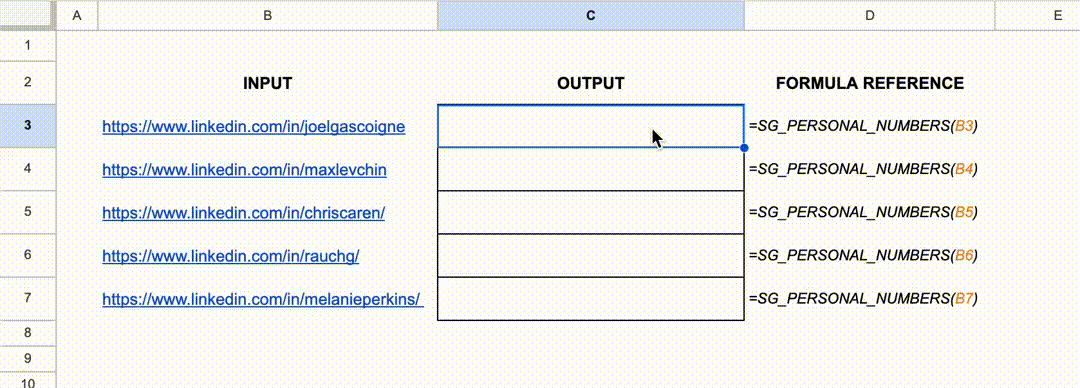 A B C D E
1
2 INPUT OUTPUT FORMULA REFERENCE
3 https://www.linkedin.com/in/joelgascoigne =SG_PERSONAL_NUMBERS(B3)
4 https://www.linkedin.com/in/maxlevchin =SG_PERSONAL_NUMBERS(B4)
5 https://www.linkedin.com/in/chriscaren/ =SG_PERSONAL_NUMBERS(B5)
6 https://www.linkedin.com/in/rauchg/ =SG_PERSONAL_NUMBERS(B6)
7 https://www.linkedin.com/in/melanieperkins/ =SG_PERSONAL_NUMBERS(B7)
8
9
10